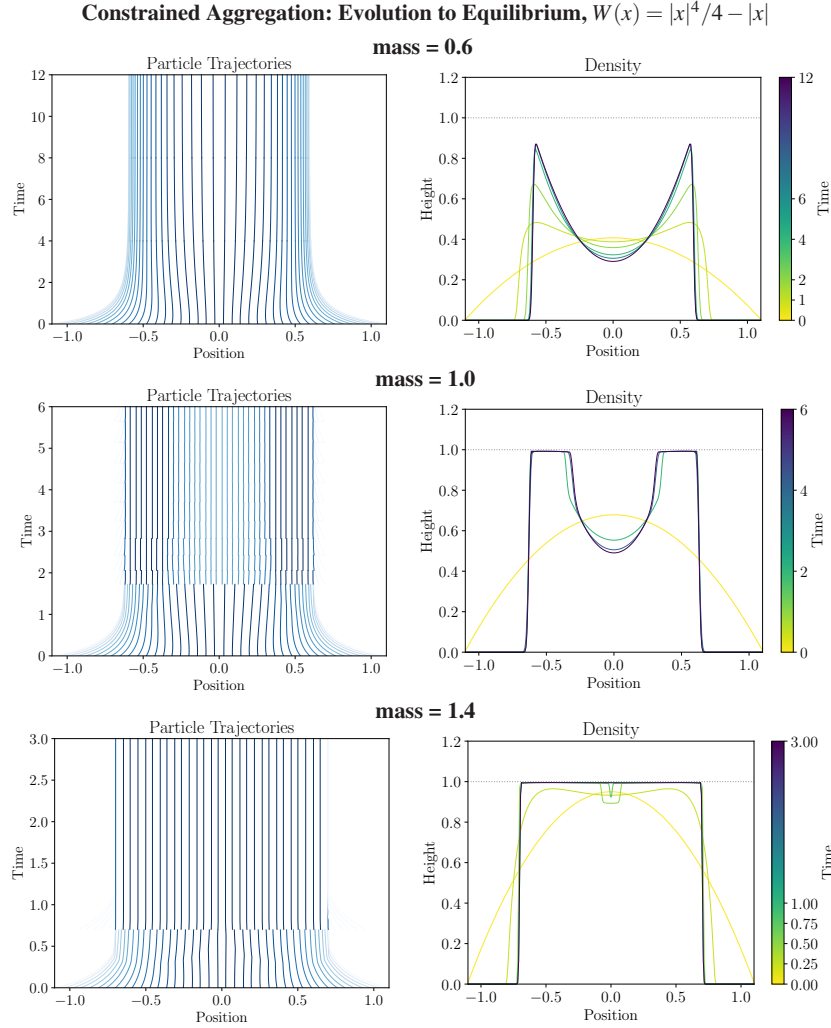 Constrained Aggregation: Evolution to Equilibrium, W(x) = |x|^4/4 − |x|
mass = 0.6
Particle Trajectories
12
10
8
6
4
2
0
Time
−1.0 −0.5 0.0 0.5 1.0
Position
Density
1.2
1.0
0.8
0.6
0.4
0.2
0.0
Height
−1.0 −0.5 0.0 0.5 1.0
Position
12
6
4
2
1
0
Time
mass = 1.0
Particle Trajectories
6
5
4
3
2
1
0
Time
−1.0 −0.5 0.0 0.5 1.0
Position
Density
1.2
1.0
0.8
0.6
0.4
0.2
0.0
Height
−1.0 −0.5 0.0 0.5 1.0
Position
6
4
2
0
Time
mass = 1.4
Particle Trajectories
3.0
2.5
2.0
1.5
1.0
0.5
0.0
Time
−1.0 −0.5 0.0 0.5 1.0
Position
Density
1.2
1.0
0.8
0.6
0.4
0.2
0.0
Height
−1.0 −0.5 0.0 0.5 1.0
Position
3.00
1.00
0.75
0.50
0.25
0.00
Time